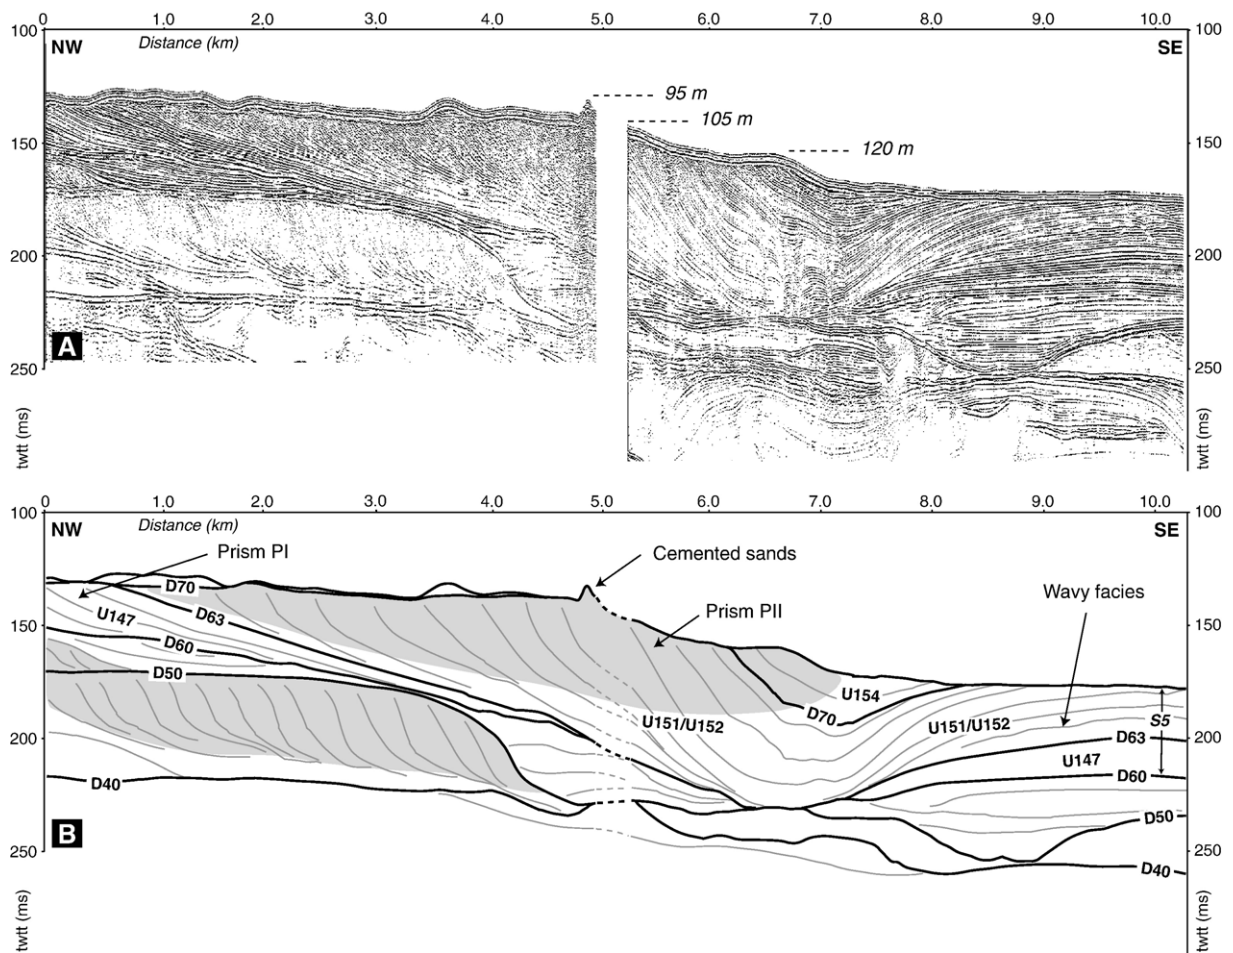 0 1.0 2.0 3.0 4.0 5.0 6.0 7.0 8.0 9.0 10.0
100 100
NW Distance (km) SE
95 m
105 m
150 150
120 m
200 200
A
250 250
twtt (ms) twtt (ms)
0 1.0 2.0 3.0 4.0 5.0 6.0 7.0 8.0 9.0 10.0
100 100
NW Distance (km) SE
Prism PI Cemented sands
D70 Prism PII Wavy facies
U147 D63
150 150
D60
D50 U154
D70
U151/U152 U151/U152 S5
200 D63 200
U147
D60
D40
D50
B
250 250
D40
twtt (ms) twtt (ms)